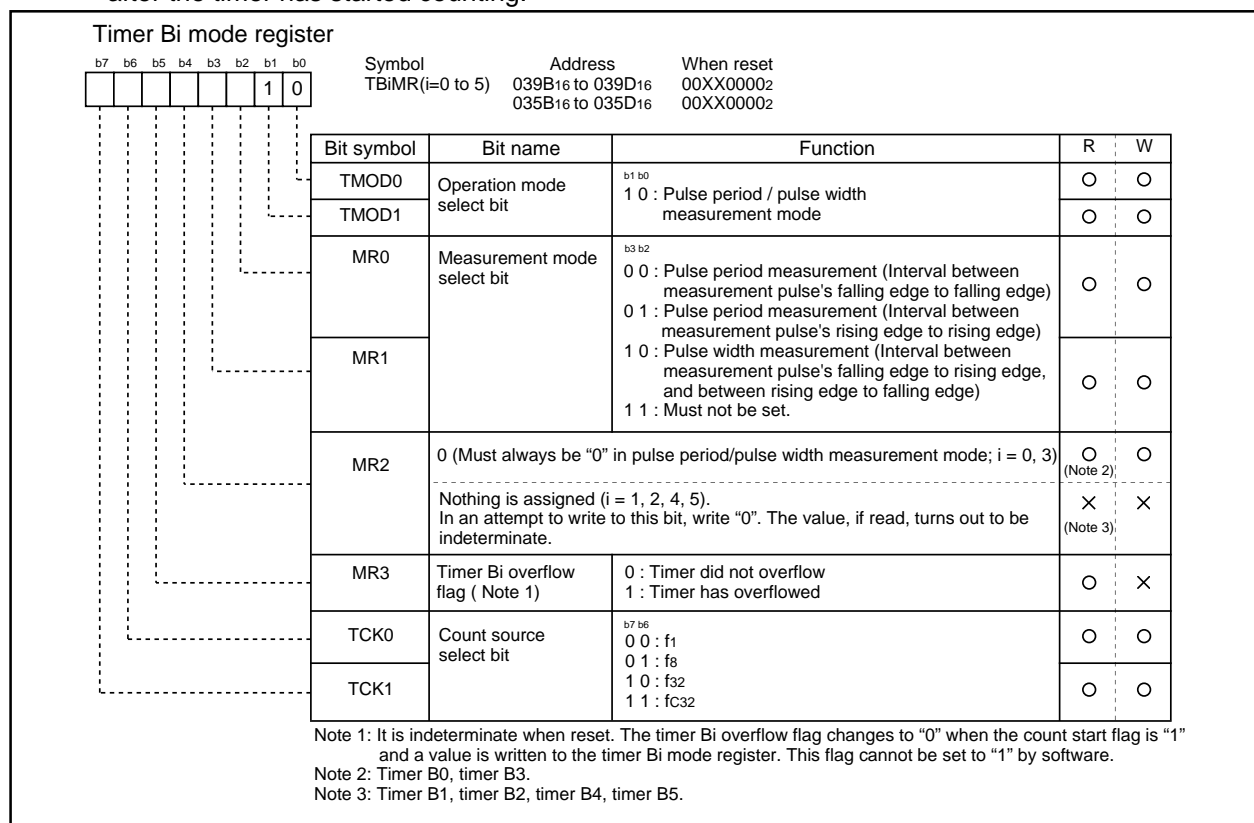 after the timer has started counting.
Timer Bi mode register
b7 b6 b5 b4 b3 b2 b1 b0
1 0
Symbol Address When reset
TBiMR(i=0 to 5) 039B16 to 039D16 00XX00002
035B16 to 035D16 00XX00002
Bit symbol Bit name Function R W
TMOD0
TMOD1
Operation mode
select bit
b1 b0
1 0 : Pulse period / pulse width
measurement mode
MR0
MR1
Measurement mode
select bit
b3 b2
0 0 : Pulse period measurement (Interval between
measurement pulse's falling edge to falling edge)
0 1 : Pulse period measurement (Interval between
measurement pulse's rising edge to rising edge)
1 0 : Pulse width measurement (Interval between
measurement pulse's falling edge to rising edge,
and between rising edge to falling edge)
1 1 : Must not be set.
MR2
0 (Must always be “0” in pulse period/pulse width measurement mode; i = 0, 3)
(Note 2)
Nothing is assigned (i = 1, 2, 4, 5).
In an attempt to write to this bit, write “0”. The value, if read, turns out to be
indeterminate.
(Note 3)
MR3
Timer Bi overflow
flag ( Note 1)
0 : Timer did not overflow
1 : Timer has overflowed
TCK0
TCK1
Count source
select bit
b7 b6
0 0 : f1
0 1 : f8
1 0 : f32
1 1 : fC32
Note 1: It is indeterminate when reset. The timer Bi overflow flag changes to “0” when the count start flag is “1”
and a value is written to the timer Bi mode register. This flag cannot be set to “1” by software.
Note 2: Timer B0, timer B3.
Note 3: Timer B1, timer B2, timer B4, timer B5.